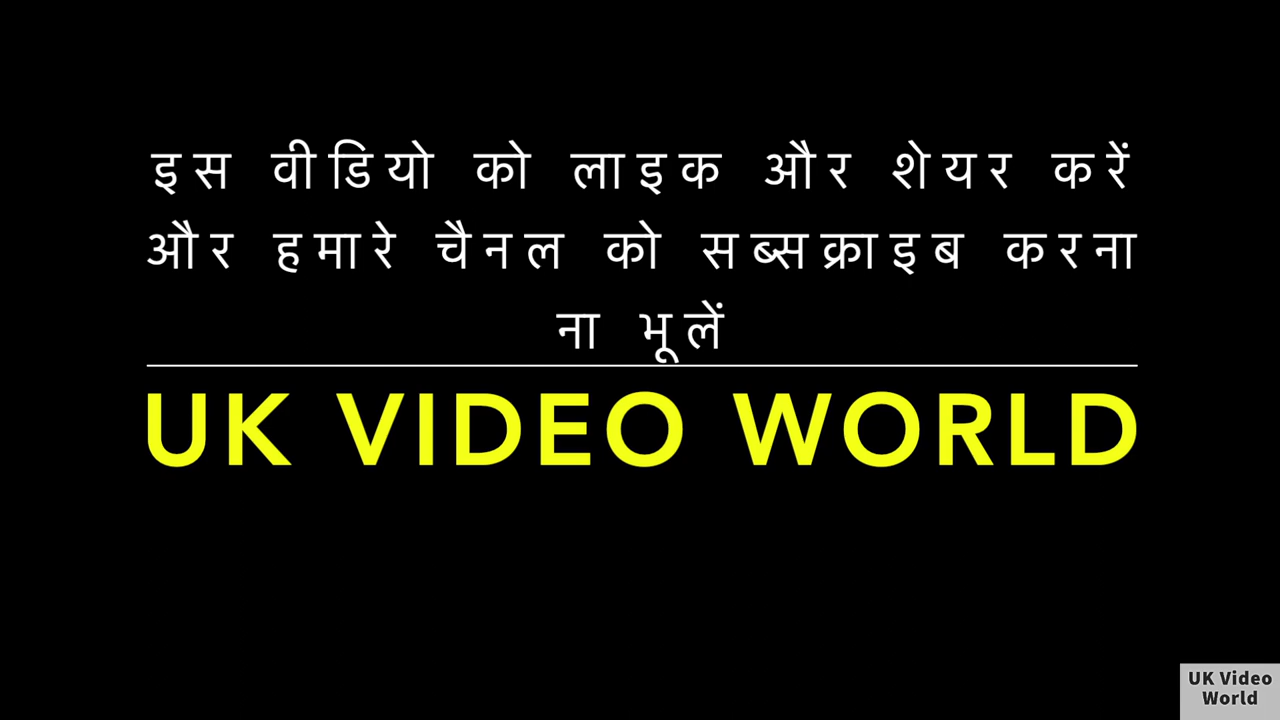 इस वीडियो को लाइक और शेयर करें
और हमारे चैनल को सब्सक्राइब करना
ना भूलें
UK VIDEO WORLD
UK Video
World